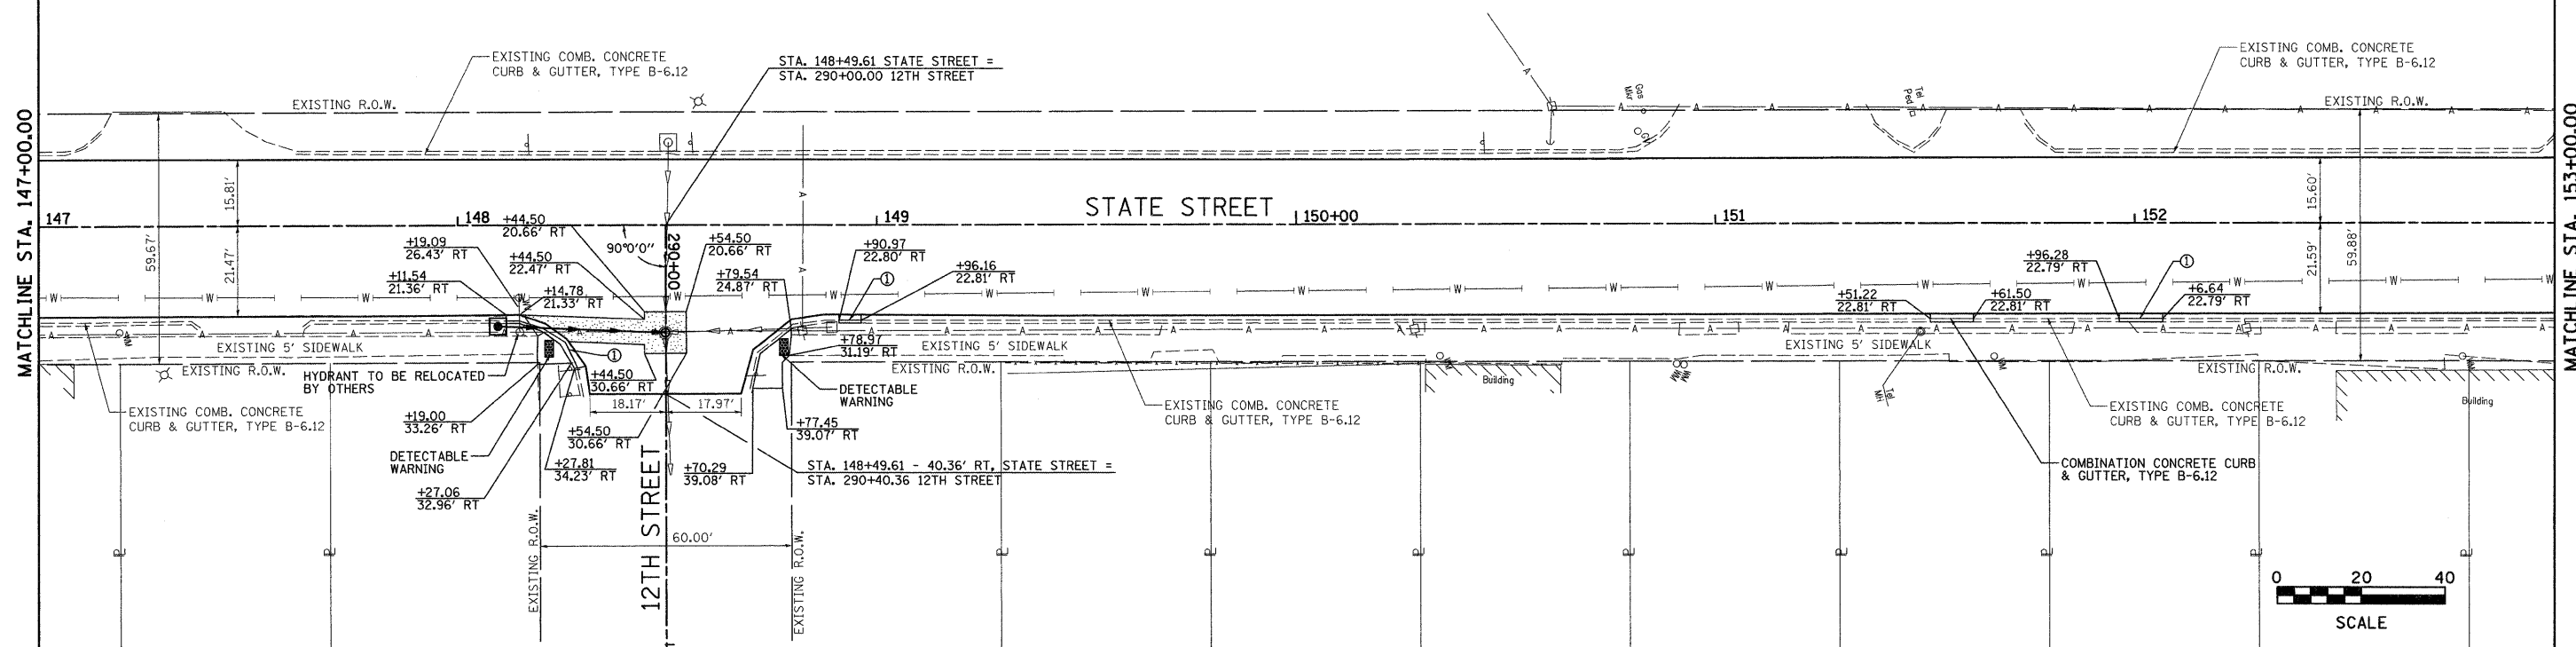 EXISTING COMB. CONCRETE
CURB & GUTTER, TYPE B-6.12
STA. 148+49.61 STATE STREET =
STA. 290+00.00 12TH STREET
EXISTING COMB. CONCRETE
CURB & GUTTER, TYPE B-6.12
EXISTING R.O.W.
EXISTING R.O.W.
Gas
Mkr
Tel
Ped
GV
A
MATCHLINE STA. 147+00.00
MATCHLINE STA. 153+00.00
59.67'
15.81'
21.47'
15.60'
21.59'
59.88'
STATE STREET
147
148
149
150+00
151
152
290+00
90°0'0"
+44.50
20.66' RT
+19.09
26.43' RT
+44.50
22.47' RT
+54.50
20.66' RT
+90.97
22.80' RT
1
+11.54
21.36' RT
+14.78
21.33' RT
+79.54
24.87' RT
+96.16
22.81' RT
+96.28
22.79' RT
1
+51.22
22.81' RT
+61.50
22.81' RT
+6.64
22.79' RT
W
EXISTING 5' SIDEWALK
EXISTING 5' SIDEWALK
EXISTING 5' SIDEWALK
EXISTING R.O.W.
EXISTING R.O.W.
EXISTING R.O.W.
HYDRANT TO BE RELOCATED
BY OTHERS
1
+44.50
30.66' RT
+78.97
31.19' RT
DETECTABLE
WARNING
18.17'
17.97'
WM
Building
Building
Tel
MH
EXISTING COMB. CONCRETE
CURB & GUTTER, TYPE B-6.12
EXISTING COMB. CONCRETE
CURB & GUTTER, TYPE B-6.12
EXISTING COMB. CONCRETE
CURB & GUTTER, TYPE B-6.12
+19.00
33.26' RT
+54.50
30.66' RT
+77.45
39.07' RT
DETECTABLE
WARNING
+27.81
34.23' RT
+70.29
39.08' RT
STA. 148+49.61 - 40.36' RT, STATE STREET =
STA. 290+40.36 12TH STREET
COMBINATION CONCRETE CURB
& GUTTER, TYPE B-6.12
+27.06
32.96' RT
12TH STREET
60.00'
EXISTING R.O.W.
EXISTING R.O.W.
PL
0 20 40
SCALE